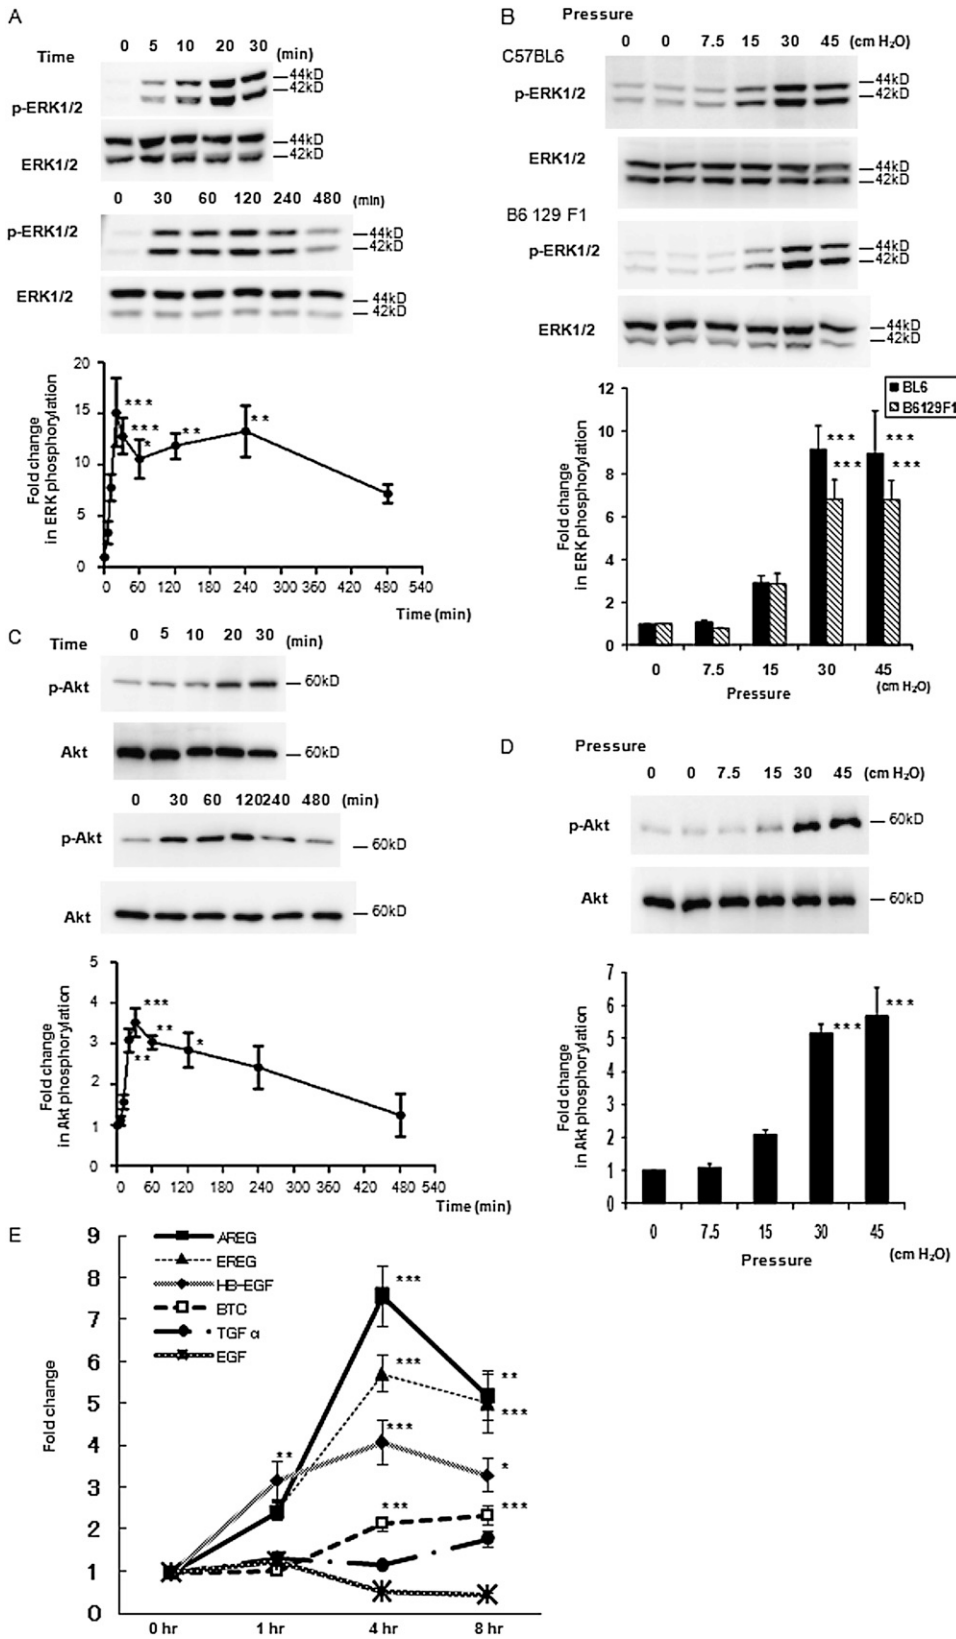 A
Time
0 5 10 20 30 (min)
p-ERK1/2
44kD
42kD
ERK1/2
44kD
42kD
0 30 60 120 240 480 (min)
p-ERK1/2
44kD
42kD
ERK1/2
44kD
42kD
Fold change
in ERK phosphorylation
20
15
10
5
0
***
***
*
**
**
0 60 120 180 240 300 360 420 480 540
Time (min)
B
Pressure
0 0 7.5 15 30 45 (cm H₂O)
C57BL6
p-ERK1/2
44kD
42kD
ERK1/2
44kD
42kD
B6 129 F1
p-ERK1/2
44kD
42kD
ERK1/2
44kD
42kD
BL6
B6129F1
Fold change
in ERK phosphorylation
12
10
8
6
4
2
0
*** ***
*** ***
0 7.5 15 30 45
(cm H₂O)
Pressure
C
Time
0 5 10 20 30 (min)
p-Akt
60kD
Akt
60kD
0 30 60 120240 480 (min)
p-Akt
60kD
Akt
60kD
Fold change
in Akt phosphorylation
5
4
3
2
1
0
***
**
**
*
0 60 120 180 240 300 360 420 480 540
Time (min)
D
Pressure
0 0 7.5 15 30 45 (cm H₂O)
p-Akt
60kD
Akt
60kD
Fold change
in Akt phosphorylation
7
6
5
4
3
2
1
0
*** ***
0 7.5 15 30 45
Pressure
(cm H₂O)
E
AREG
EREG
HB-EGF
BTC
TGF α
EGF
Fold change
9
8
7
6
5
4
3
2
1
0
***
***
***
**
**
***
*
***
***
0 hr 1 hr 4 hr 8 hr